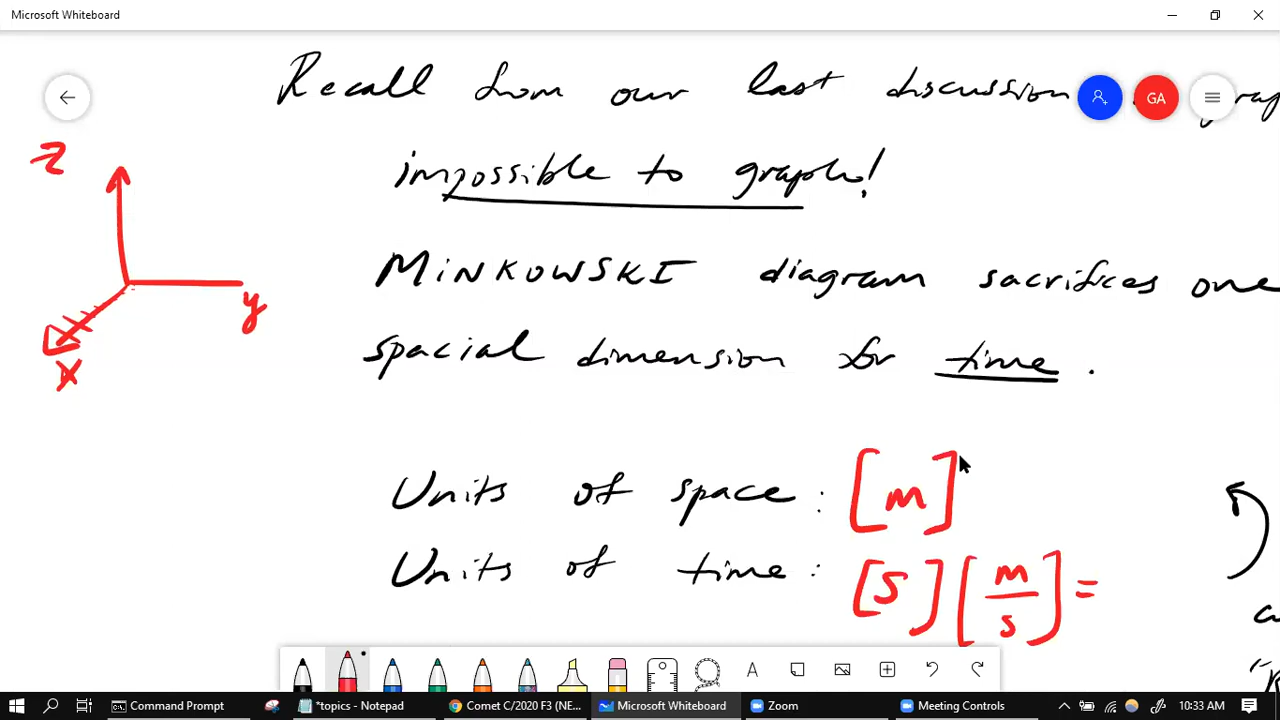 Microsoft Whiteboard
Recall from our last discussion
GA
impossible to graph!
z
MINKOWSKI diagram sacrifices one
y
spacial dimension for time.
x
Units of space: [m]
Units of time: [s][m/s]=
A
Command Prompt
*topics - Notepad
Comet C/2020 F3 (NE...
Microsoft Whiteboard
Zoom
Meeting Controls
10:33 AM